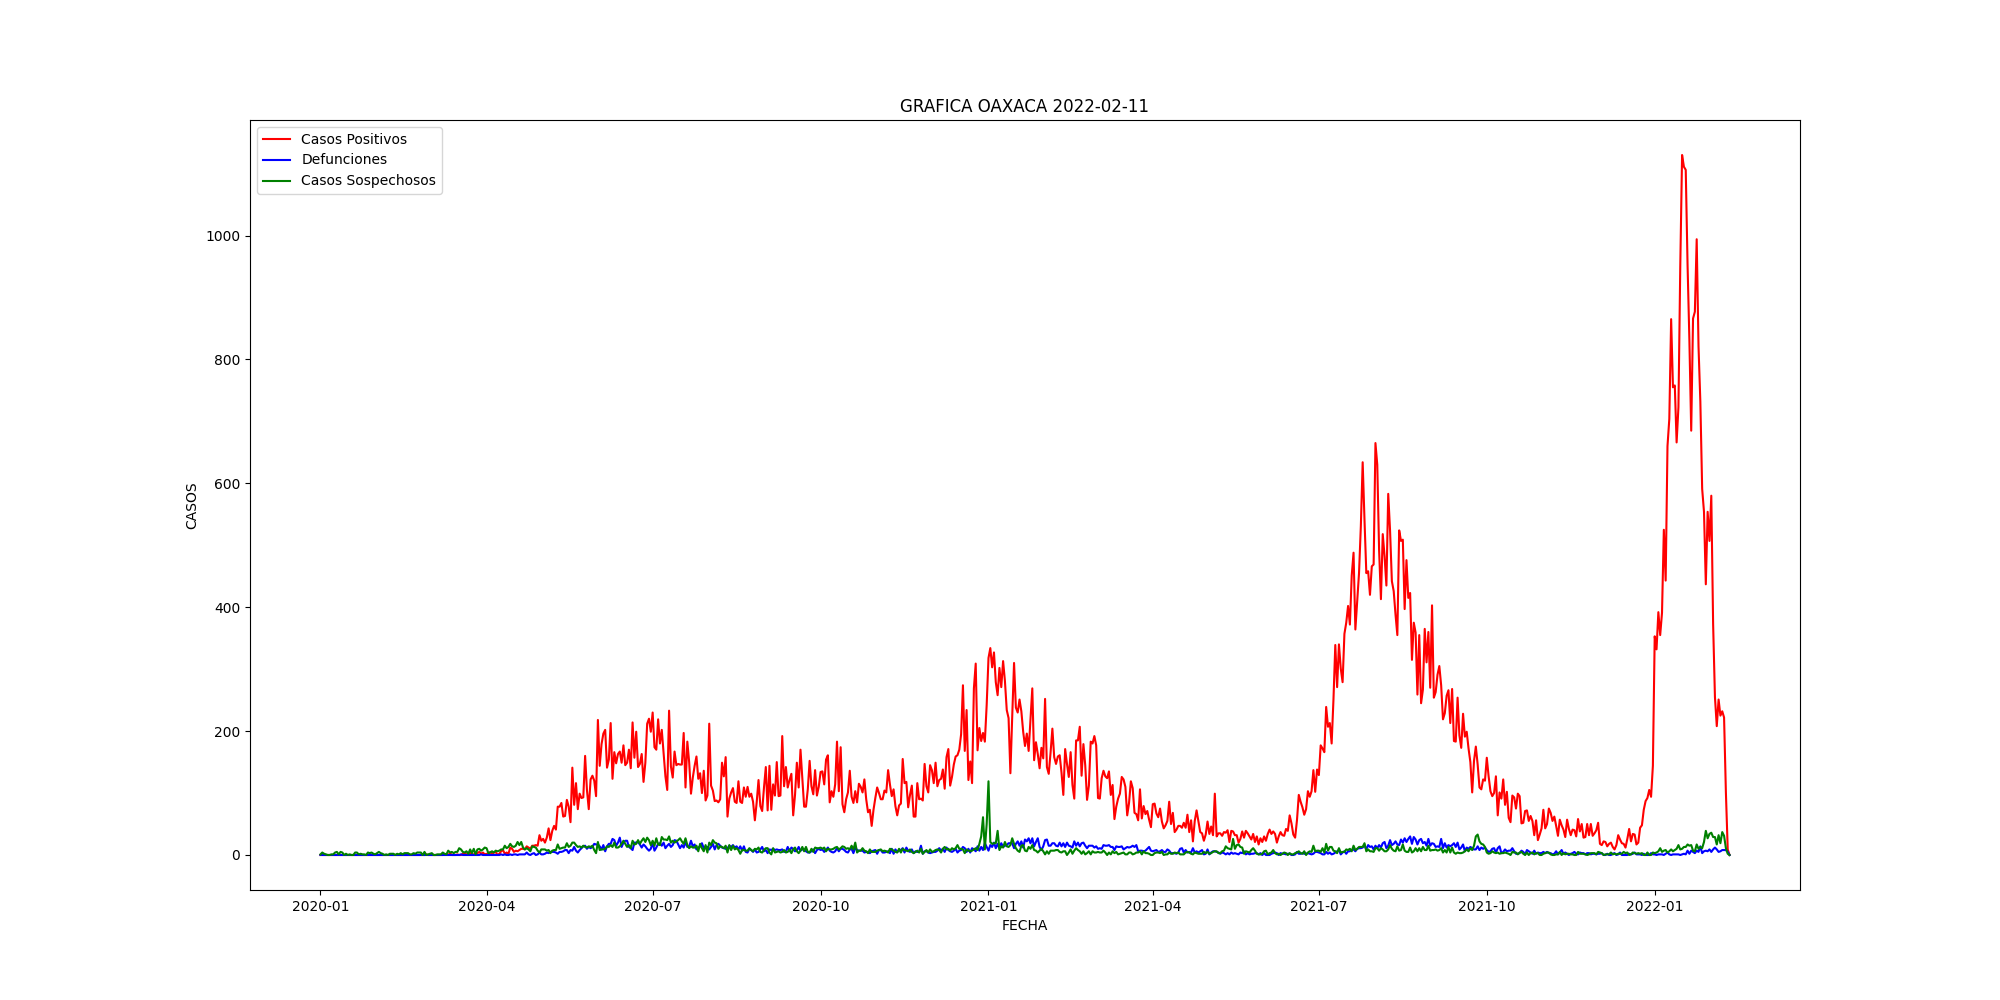 GRAFICA OAXACA 2022-02-11
Casos Positivos
Defunciones
Casos Sospechosos
1000
800
600
400
200
0
CASOS
2020-01 2020-04 2020-07 2020-10 2021-01 2021-04 2021-07 2021-10 2022-01
FECHA